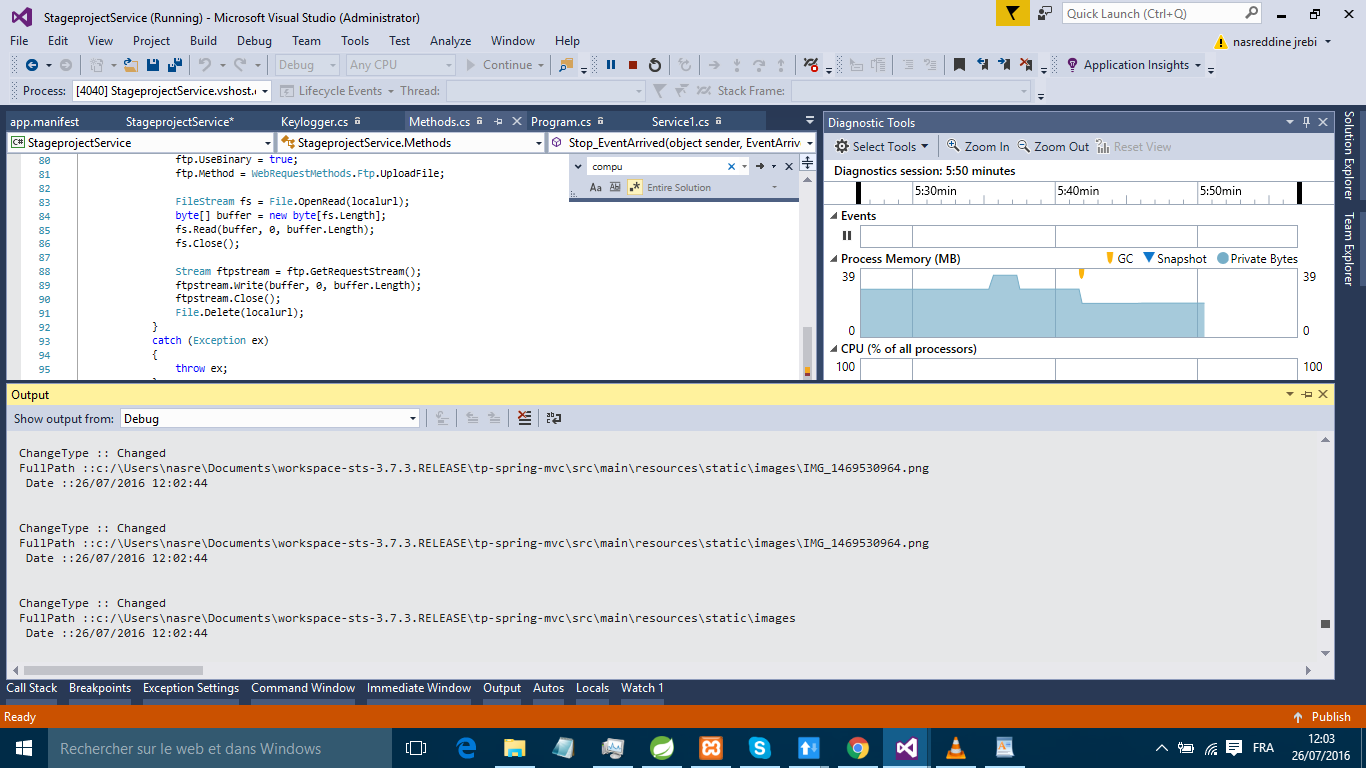 StageprojectService (Running) - Microsoft Visual Studio (Administrator)
Quick Launch (Ctrl+Q)
File Edit View Project Build Debug Team Tools Test Analyze Window Help
nasreddine jrebi
Debug Any CPU Continue Application Insights
Process: [4040] StageprojectService.vshost.e Lifecycle Events Thread: Stack Frame:
app.manifest StageprojectService* Keylogger.cs Methods.cs Program.cs Service1.cs
StageprojectService StageprojectService.Methods Stop_EventArrived(object sender, EventArriv
compu
Aa Entire Solution
80 ftp.UseBinary = true;
81 ftp.Method = WebRequestMethods.Ftp.UploadFile;
82
83 FileStream fs = File.OpenRead(localurl);
84 byte[] buffer = new byte[fs.Length];
85 fs.Read(buffer, 0, buffer.Length);
86 fs.Close();
87
88 Stream ftpstream = ftp.GetRequestStream();
89 ftpstream.Write(buffer, 0, buffer.Length);
90 ftpstream.Close();
91 File.Delete(localurl);
92 }
93 catch (Exception ex)
94 {
95 throw ex;
Diagnostic Tools
Select Tools Zoom In Zoom Out Reset View
Diagnostics session: 5:50 minutes
5:30min 5:40min 5:50min
Events
Process Memory (MB) GC Snapshot Private Bytes
39 39
0 0
CPU (% of all processors)
100 100
Solution Explorer
Team Explorer
Output
Show output from: Debug
ChangeType :: Changed
FullPath ::c:/\Users\nasre\Documents\workspace-sts-3.7.3.RELEASE\tp-spring-mvc\src\main\resources\static\images\IMG_1469530964.png
Date ::26/07/2016 12:02:44
ChangeType :: Changed
FullPath ::c:/\Users\nasre\Documents\workspace-sts-3.7.3.RELEASE\tp-spring-mvc\src\main\resources\static\images\IMG_1469530964.png
Date ::26/07/2016 12:02:44
ChangeType :: Changed
FullPath ::c:/\Users\nasre\Documents\workspace-sts-3.7.3.RELEASE\tp-spring-mvc\src\main\resources\static\images
Date ::26/07/2016 12:02:44
Call Stack Breakpoints Exception Settings Command Window Immediate Window Output Autos Locals Watch 1
Ready Publish
Rechercher sur le web et dans Windows
FRA
12:03
26/07/2016